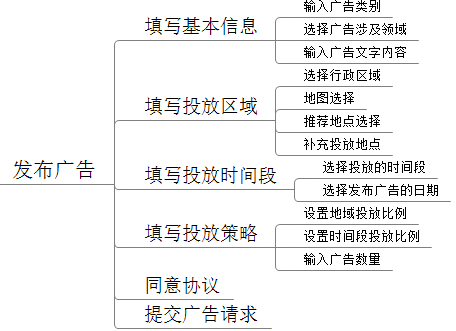 发布广告
填写基本信息
输入广告类别
选择广告涉及领域
输入广告文字内容
填写投放区域
选择行政区域
地图选择
推荐地点选择
补充投放地点
填写投放时间段
选择投放的时间段
选择发布广告的日期
填写投放策略
设置地域投放比例
设置时间段投放比例
输入广告数量
同意协议
提交广告请求